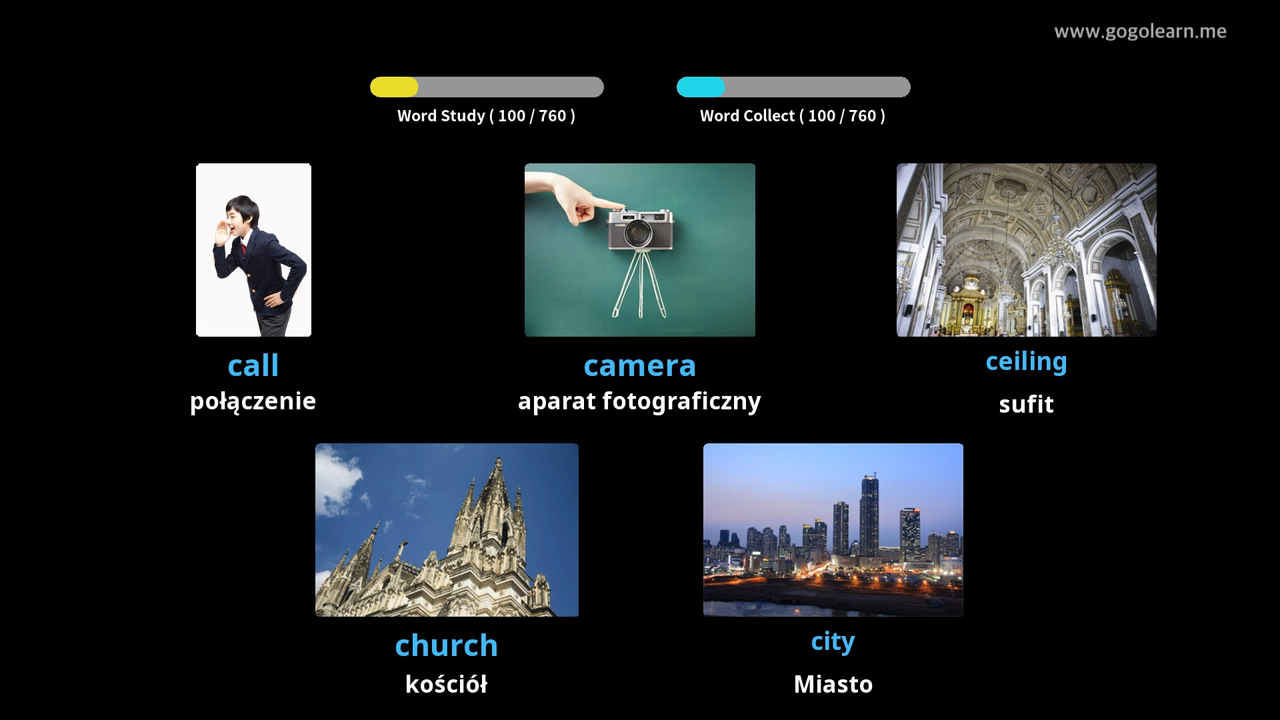 www.gogolearn.me
Word Study ( 100 / 760 )
Word Collect ( 100 / 760 )
call
połączenie
camera
aparat fotograficzny
ceiling
sufit
church
kościół
city
Miasto